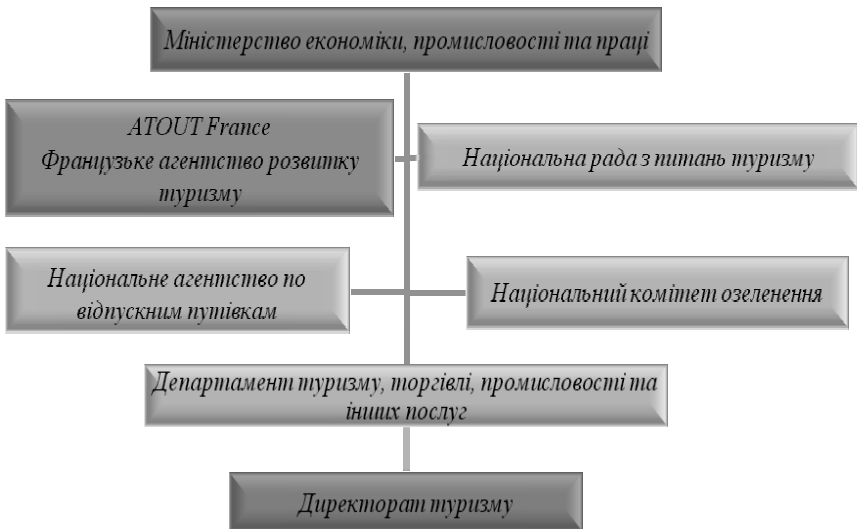 Міністерство економіки, промисловості та праці
ATOUT France
Французьке агентство розвитку
туризму
Національна рада з питань туризму
Національне агентство по
відпускним путівкам
Національний комітет озеленення
Департамент туризму, торгівлі, промисловості та
інших послуг
Директорат туризму